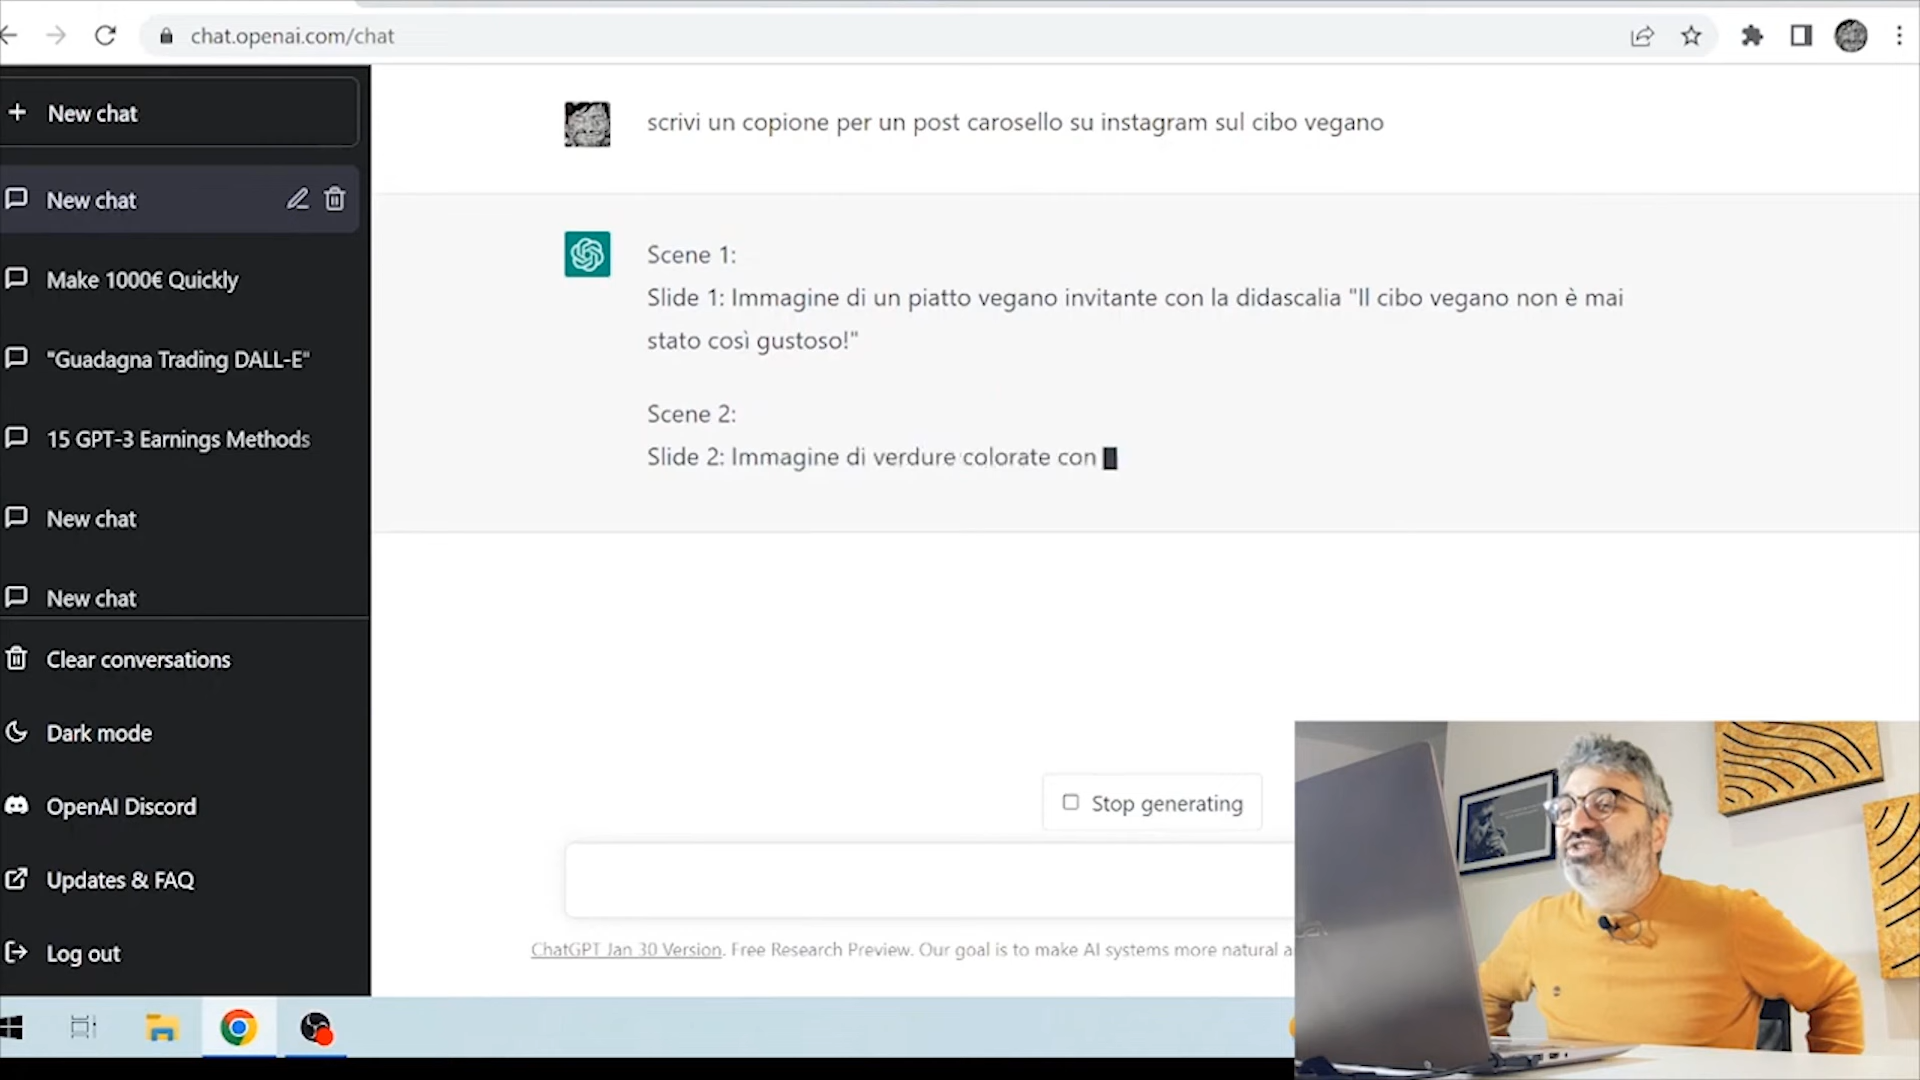 chat.openai.com/chat
New chat
New chat
Make 1000€ Quickly
"Guadagna Trading DALL-E"
15 GPT-3 Earnings Methods
New chat
New chat
Clear conversations
Dark mode
OpenAI Discord
Updates & FAQ
Log out
scrivi un copione per un post carosello su instagram sul cibo vegano
Scene 1:
Slide 1: Immagine di un piatto vegano invitante con la didascalia "Il cibo vegano non è mai
stato così gustoso!"
Scene 2:
Slide 2: Immagine di verdure colorate con
Stop generating
ChatGPT Jan 30 Version. Free Research Preview. Our goal is to make AI systems more natural a